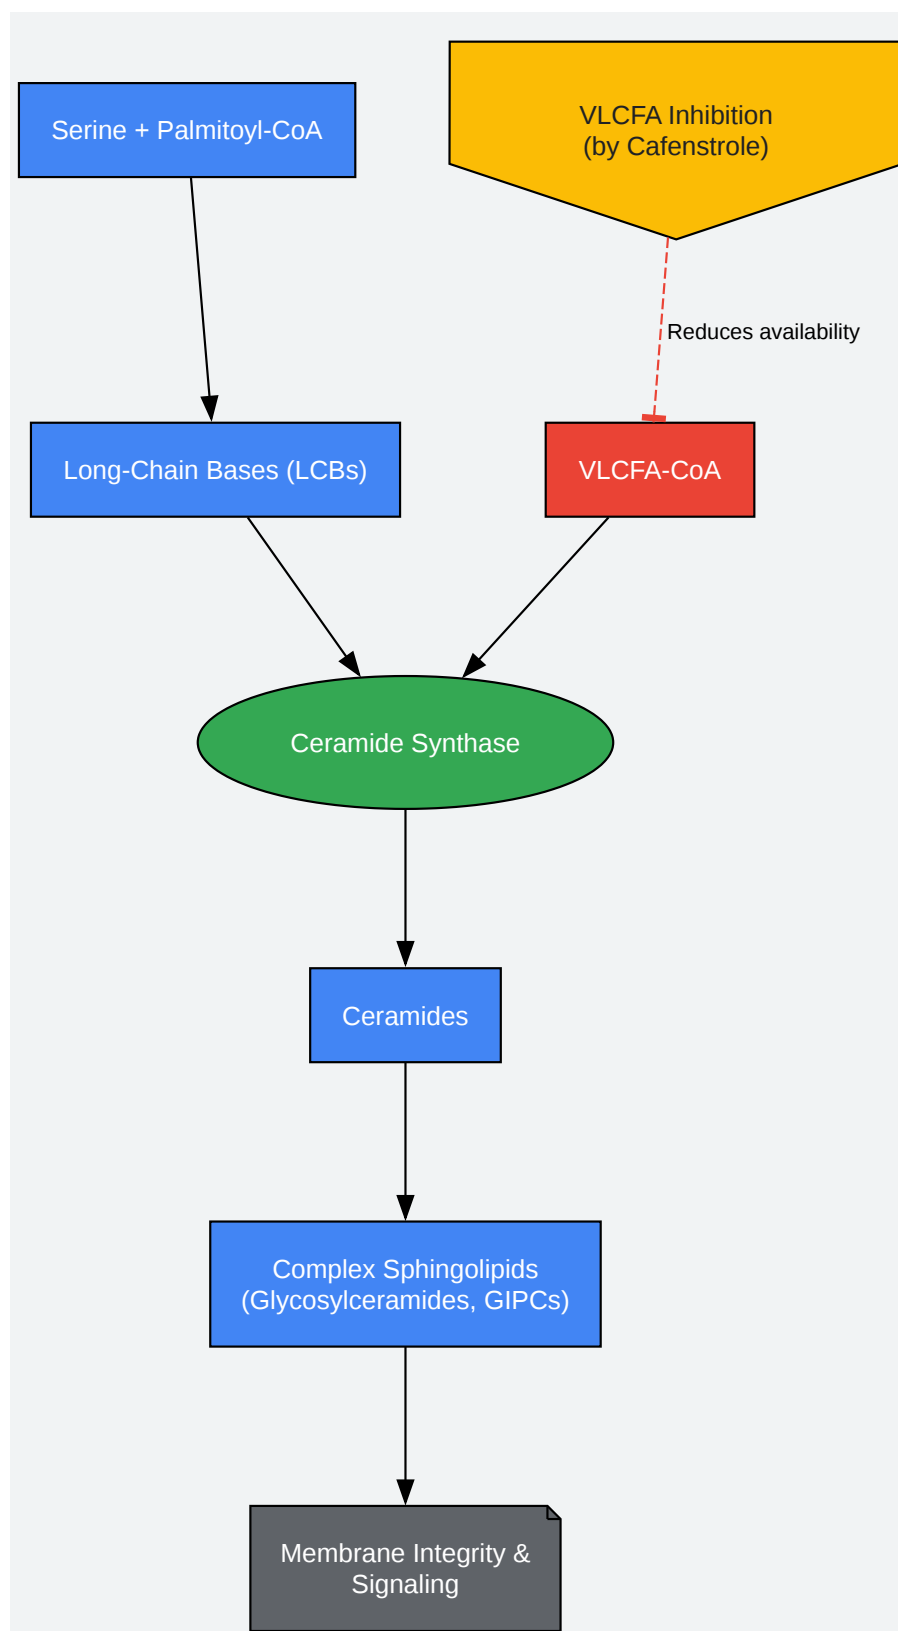 Serine + Palmitoyl-CoA
VLCFA Inhibition
(by Cafenstrole)
Reduces availability
Long-Chain Bases (LCBs)
VLCFA-CoA
Ceramide Synthase
Ceramides
Complex Sphingolipids
(Glycosylceramides, GIPCs)
Membrane Integrity &
Signaling